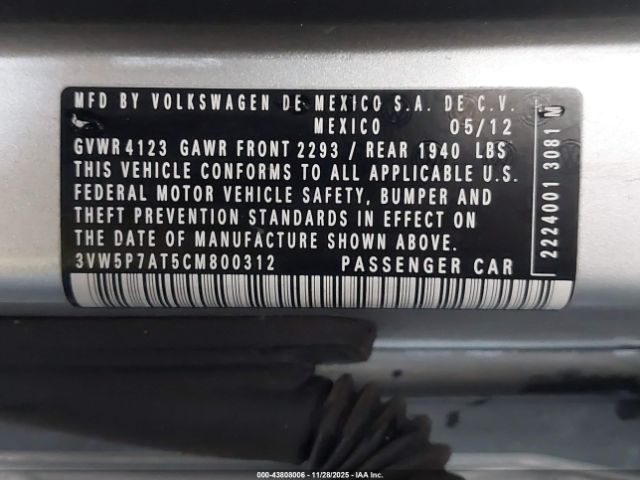 MFD BY VOLKSWAGEN DE MEXICO S.A. DE C.V.
MEXICO 05/12
GVWR 4123 GAWR FRONT 2293 / REAR 1940 LBS
THIS VEHICLE CONFORMS TO ALL APPLICABLE U.S.
FEDERAL MOTOR VEHICLE SAFETY, BUMPER AND
THEFT PREVENTION STANDARDS IN EFFECT ON
THE DATE OF MANUFACTURE SHOWN ABOVE.
3VW5P7AT5CM800312 PASSENGER CAR
2224001 3081 M
000-43808006 - 11/28/2025 - IAA Inc.